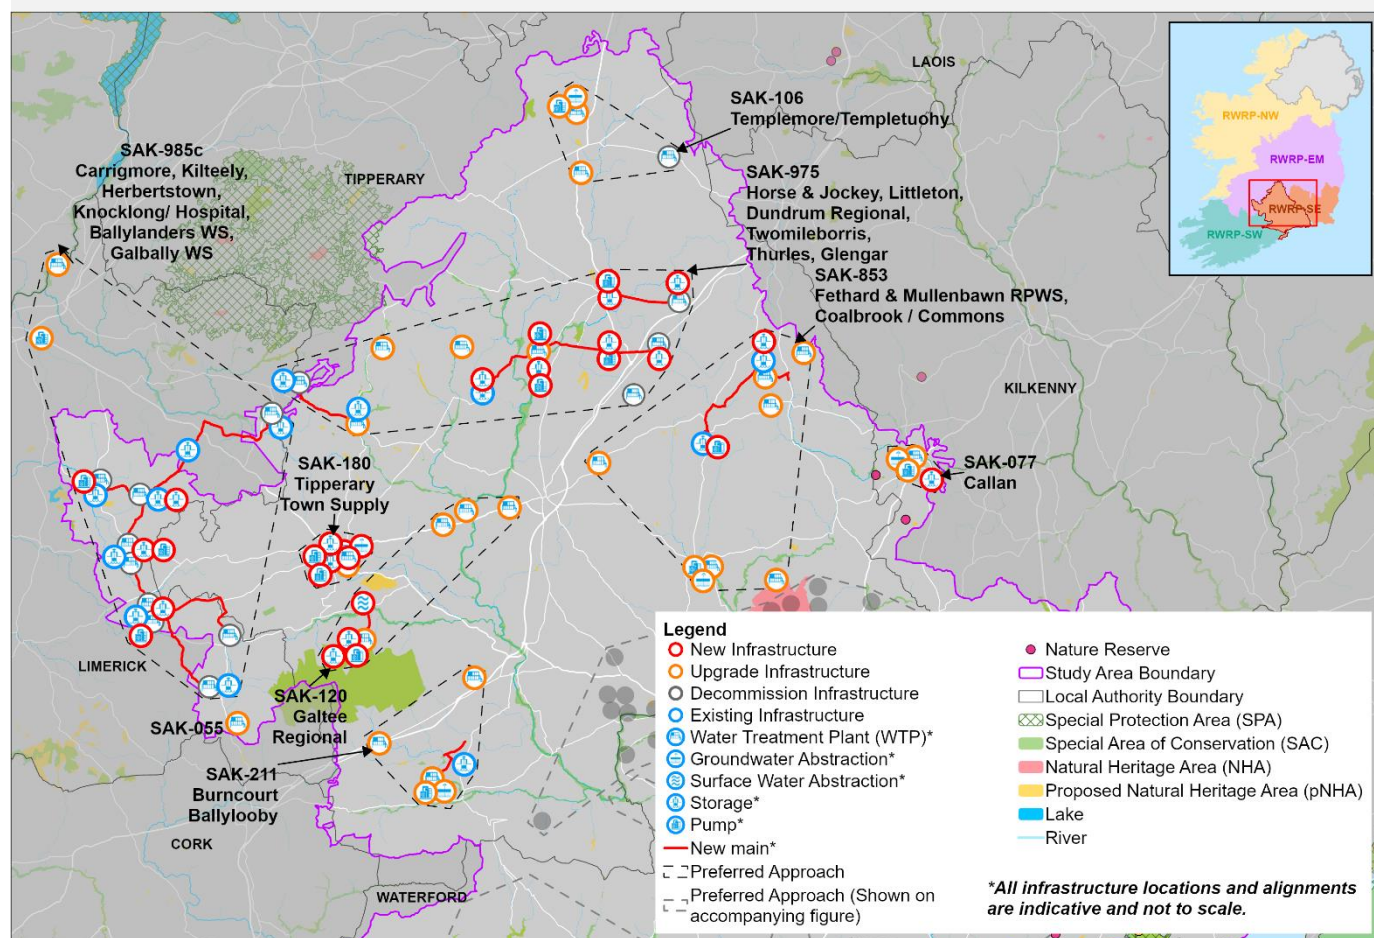 LAOIS
SAK-106
Templemore/Templetuohy
SAK-985c
Carrigmore, Kilteely,
Herbertstown,
Knocklong/ Hospital,
Ballylanders WS,
Galbally WS
TIPPERARY
SAK-975
Horse & Jockey, Littleton,
Dundrum Regional,
Twomileborris,
Thurles, Glengar
SAK-853
Fethard & Mullenbawn RPWS,
Coalbrook / Commons
RWRP-NW
RWRP-EM
RWRP-SE
RWRP-SW
KILKENNY
SAK-180
Tipperary
Town Supply
SAK-077
Callan
LIMERICK
SAK-120
Galtee
Regional
SAK-055
SAK-211
Burncourt
Ballylooby
CORK
WATERFORD
Legend
New Infrastructure
Upgrade Infrastructure
Decommission Infrastructure
Existing Infrastructure
Water Treatment Plant (WTP)*
Groundwater Abstraction*
Surface Water Abstraction*
Storage*
Pump*
New main*
Preferred Approach
Preferred Approach (Shown on
accompanying figure)
Nature Reserve
Study Area Boundary
Local Authority Boundary
Special Protection Area (SPA)
Special Area of Conservation (SAC)
Natural Heritage Area (NHA)
Proposed Natural Heritage Area (pNHA)
Lake
River
*All infrastructure locations and alignments
are indicative and not to scale.